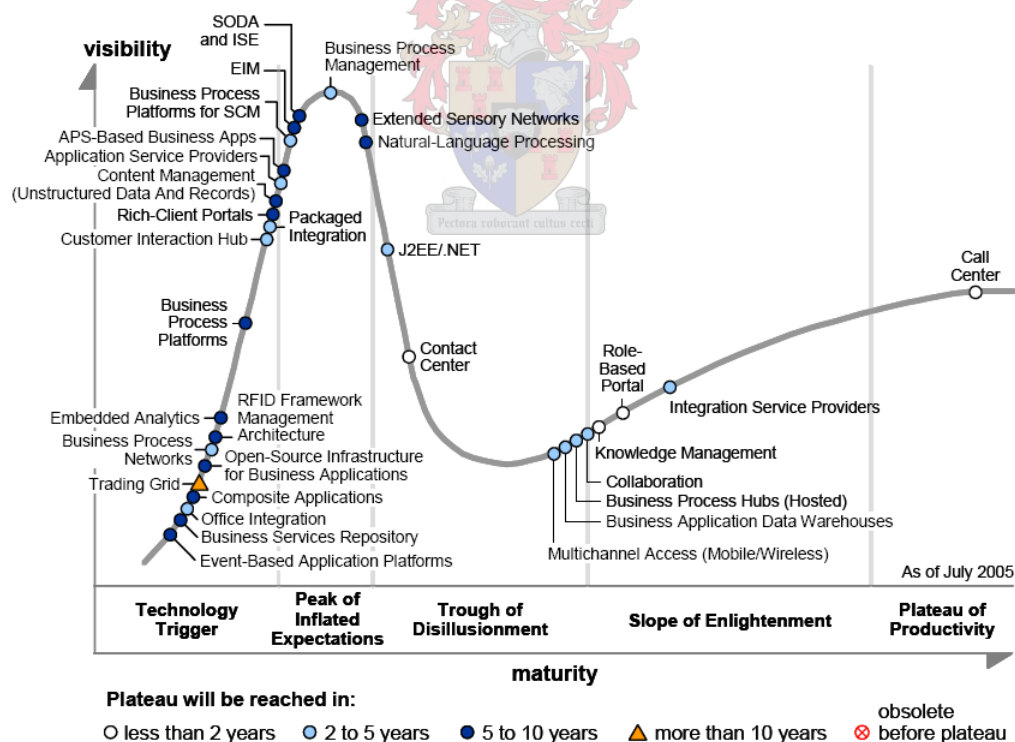 SODA
and ISE
visibility
Business Process
Management
EIM
Business Process
Platforms for SCM
Extended Sensory Networks
APS-Based Business Apps
Natural-Language Processing
Application Service Providers
Content Management
(Unstructured Data And Records)
Rich-Client Portals
Packaged
Integration
Customer Interaction Hub
Pectora roborant cultus recti
J2EE/.NET
Call
Center
Business
Process
Platforms
Contact
Center
Role-
Based
Portal
Integration Service Providers
Embedded Analytics
RFID Framework
Management
Architecture
Business Process
Networks
Open-Source Infrastructure
for Business Applications
Knowledge Management
Trading Grid
Collaboration
Composite Applications
Business Process Hubs (Hosted)
Office Integration
Business Application Data Warehouses
Business Services Repository
Multichannel Access (Mobile/Wireless)
Event-Based Application Platforms
As of July 2005
Technology
Trigger
Peak of
Inflated
Expectations
Trough of
Disillusionment
Slope of Enlightenment
Plateau of
Productivity
maturity
Plateau will be reached in:
less than 2 years
2 to 5 years
5 to 10 years
more than 10 years
obsolete
before plateau